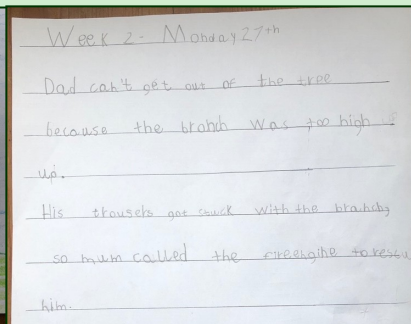 Week 2 - Monday 27th
Dad can't get out of the tree
because the branch was too high
up.
His trousers got stuck with the branch,
so mum called the fireengine to rescu
him.